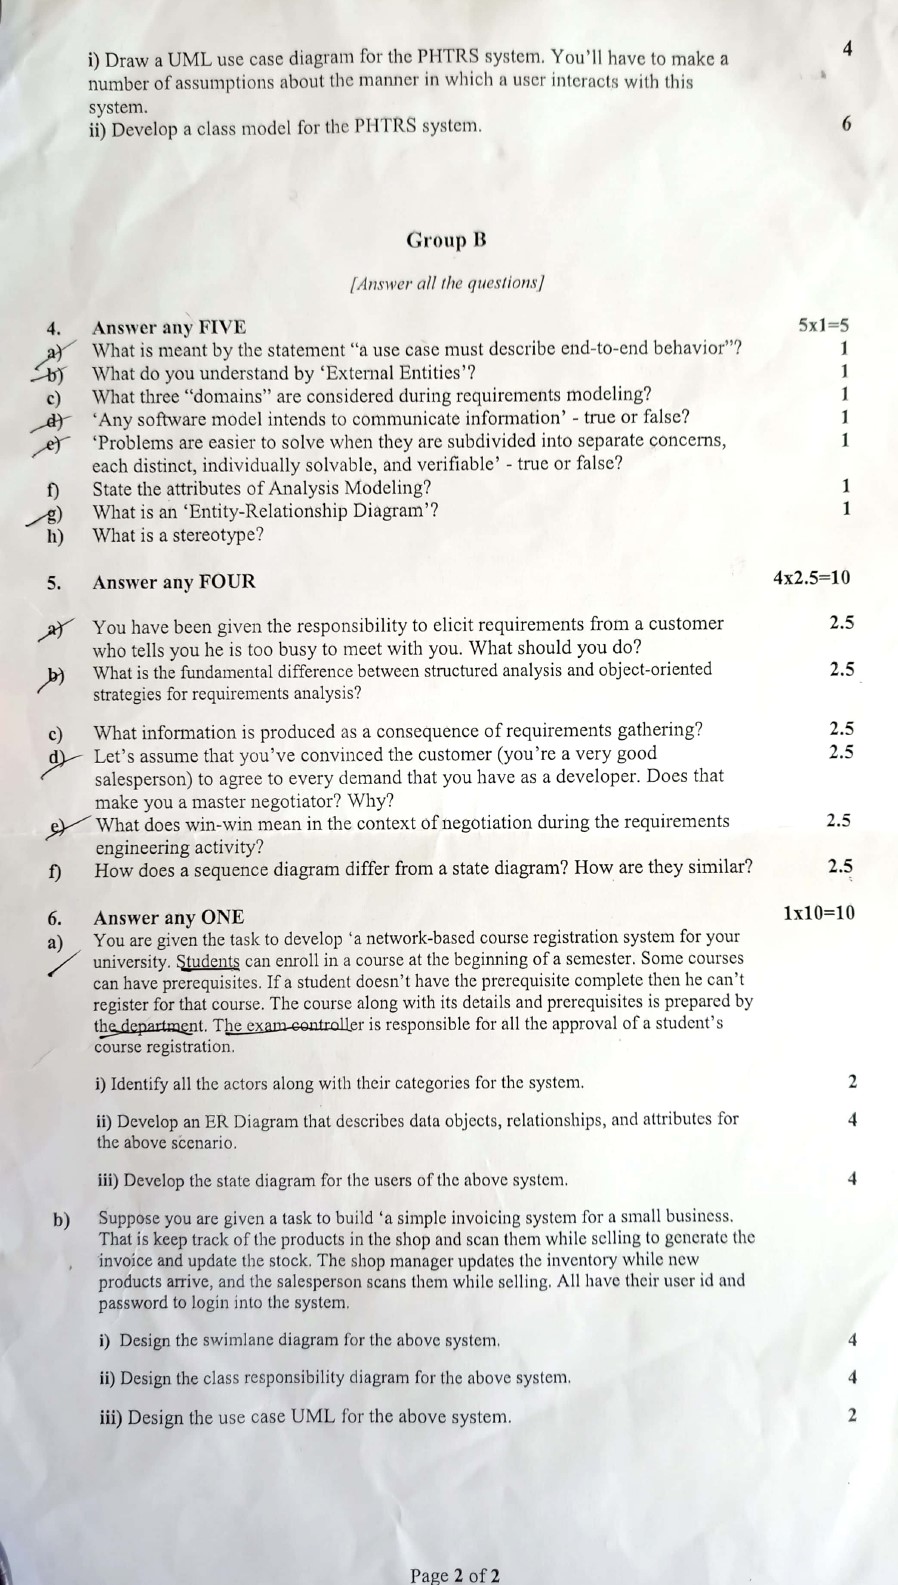 i) Draw a UML use case diagram for the PHTRS system. You'll have to make a 4
number of assumptions about the manner in which a user interacts with this
system.
ii) Develop a class model for the PHTRS system. 6
Group B
[Answer all the questions]
4. Answer any FIVE 5x1=5
a) What is meant by the statement “a use case must describe end-to-end behavior”? 1
b) What do you understand by ‘External Entities’? 1
c) What three “domains” are considered during requirements modeling? 1
d) ‘Any software model intends to communicate information’ - true or false? 1
e) ‘Problems are easier to solve when they are subdivided into separate concerns, 1
each distinct, individually solvable, and verifiable’ - true or false?
f) State the attributes of Analysis Modeling? 1
g) What is an ‘Entity-Relationship Diagram’? 1
h) What is a stereotype?
5. Answer any FOUR 4x2.5=10
a) You have been given the responsibility to elicit requirements from a customer 2.5
who tells you he is too busy to meet with you. What should you do?
b) What is the fundamental difference between structured analysis and object-oriented 2.5
strategies for requirements analysis?
c) What information is produced as a consequence of requirements gathering? 2.5
d) Let's assume that you've convinced the customer (you're a very good 2.5
salesperson) to agree to every demand that you have as a developer. Does that
make you a master negotiator? Why?
e) What does win-win mean in the context of negotiation during the requirements 2.5
engineering activity?
f) How does a sequence diagram differ from a state diagram? How are they similar? 2.5
6. Answer any ONE 1x10=10
a) You are given the task to develop ‘a network-based course registration system for your
university. Students can enroll in a course at the beginning of a semester. Some courses
can have prerequisites. If a student doesn't have the prerequisite complete then he can't
register for that course. The course along with its details and prerequisites is prepared by
the department. The exam controller is responsible for all the approval of a student's
course registration.
i) Identify all the actors along with their categories for the system. 2
ii) Develop an ER Diagram that describes data objects, relationships, and attributes for 4
the above scenario.
iii) Develop the state diagram for the users of the above system. 4
b) Suppose you are given a task to build ‘a simple invoicing system for a small business.
That is keep track of the products in the shop and scan them while selling to generate the
invoice and update the stock. The shop manager updates the inventory while new
products arrive, and the salesperson scans them while selling. All have their user id and
password to login into the system.
i) Design the swimlane diagram for the above system. 4
ii) Design the class responsibility diagram for the above system. 4
iii) Design the use case UML for the above system. 2
Page 2 of 2